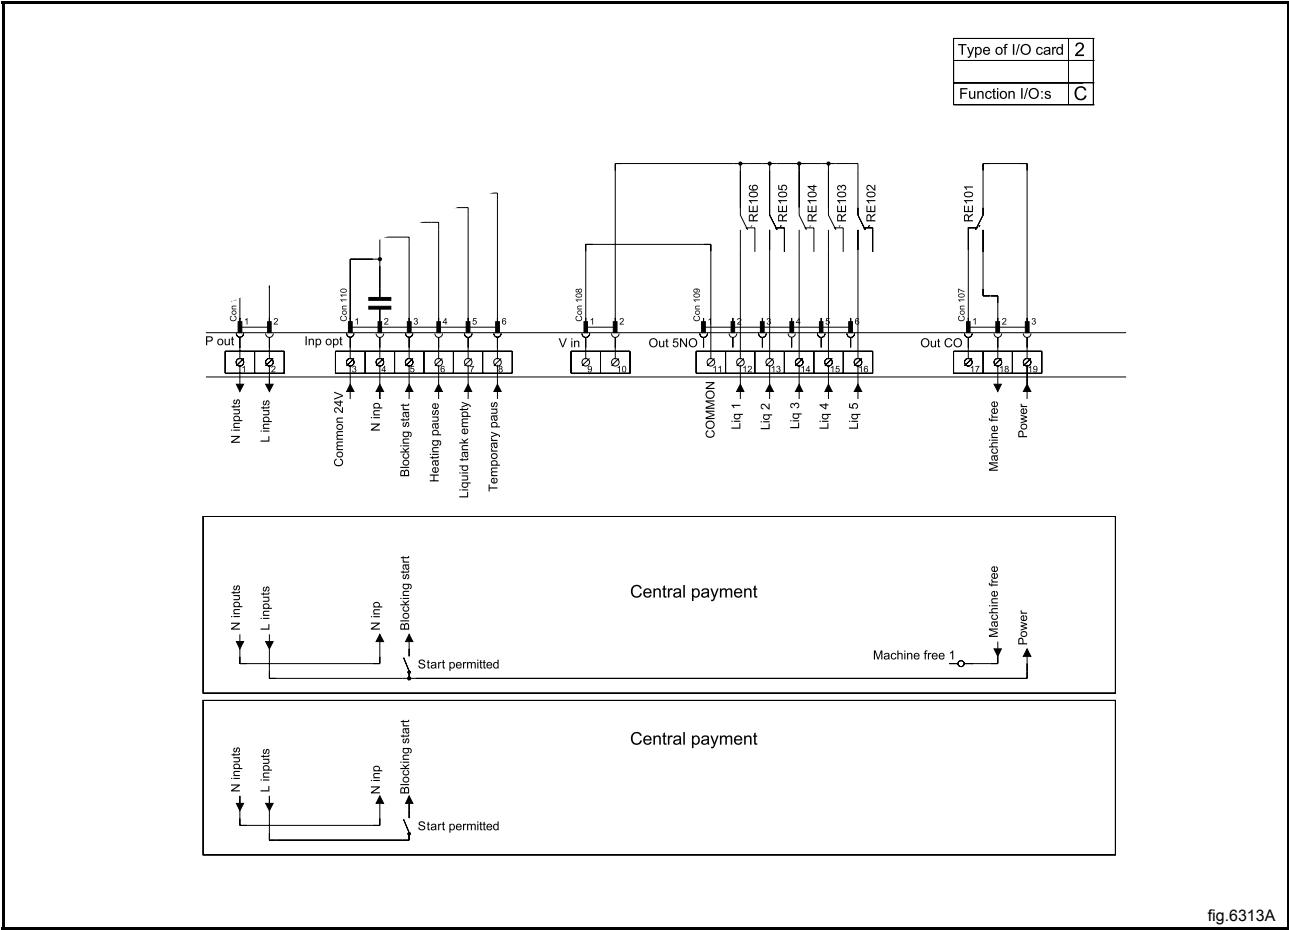 Type of I/O card 2
Function I/O:s C
RE106
RE105
RE104
RE103
RE102
RE101
Con 110
Con 108
Con 109
Con 107
Con
1 2
1 2 3 4 5 6
1 2
1 2 3 4 5 6
1 2 3
P out
Inp opt
V in
Out 5NO
Out CO
1 2
3 4 5 6 7 8
9 10
11 12 13 14 15 16
17 18 19
N inputs
L inputs
Common 24V
N inp
Blocking start
Heating pause
Liquid tank empty
Temporary paus
COMMON
Liq 1
Liq 2
Liq 3
Liq 4
Liq 5
Machine free
Power
Central payment
N inputs
L inputs
N inp
Blocking start
Start permitted
Machine free 1
Machine free
Power
Central payment
N inputs
L inputs
N inp
Blocking start
Start permitted
fig.6313A